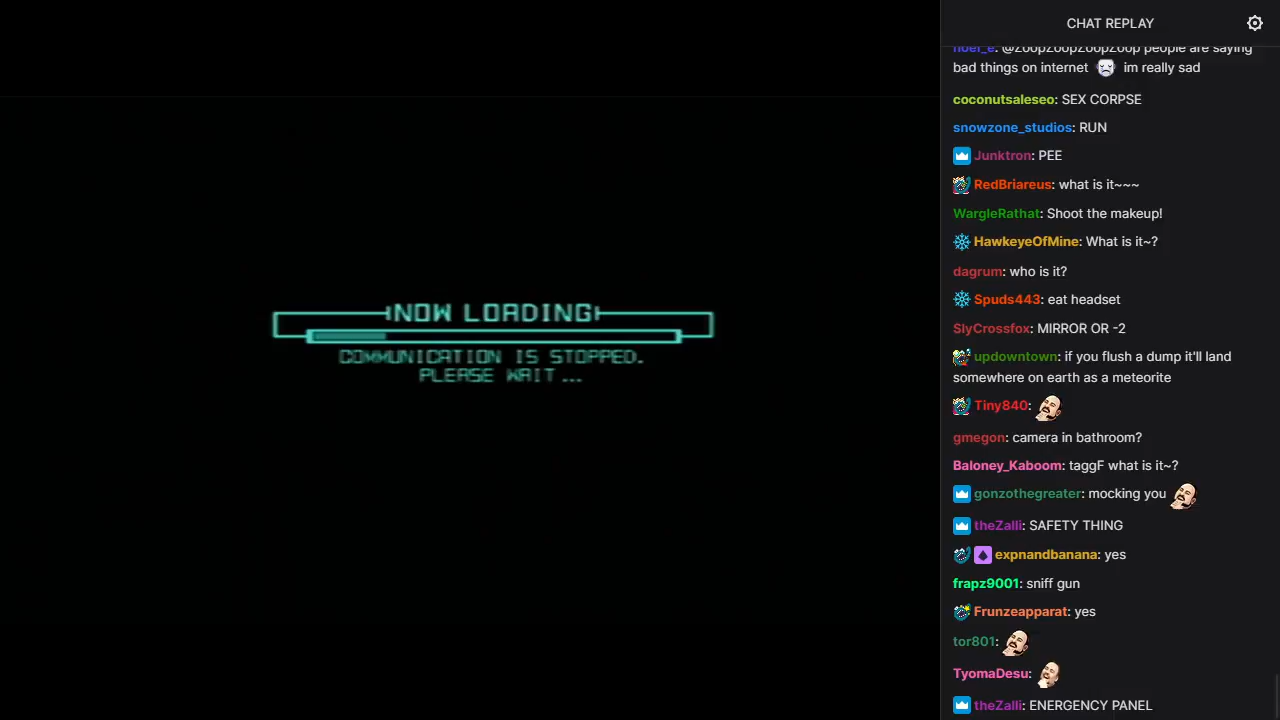 NOW LOADING
COMMUNICATION IS STOPPED.
PLEASE WAIT ...
CHAT REPLAY
noel_e: @ZoopZoopZoopZoop people are saying
bad things on internet im really sad
coconutsaleseo: SEX CORPSE
snowzone_studios: RUN
Junktron: PEE
RedBriareus: what is it~~~
WargleRathat: Shoot the makeup!
HawkeyeOfMine: What is it~?
dagrum: who is it?
Spuds443: eat headset
SlyCrossfox: MIRROR OR -2
updowntown: if you flush a dump it'll land
somewhere on earth as a meteorite
Tiny840:
gmegon: camera in bathroom?
Baloney_Kaboom: taggF what is it~?
gonzothegreater: mocking you
theZalli: SAFETY THING
expnandbanana: yes
frapz9001: sniff gun
Frunzeapparat: yes
tor801:
TyomaDesu:
theZalli: ENERGENCY PANEL